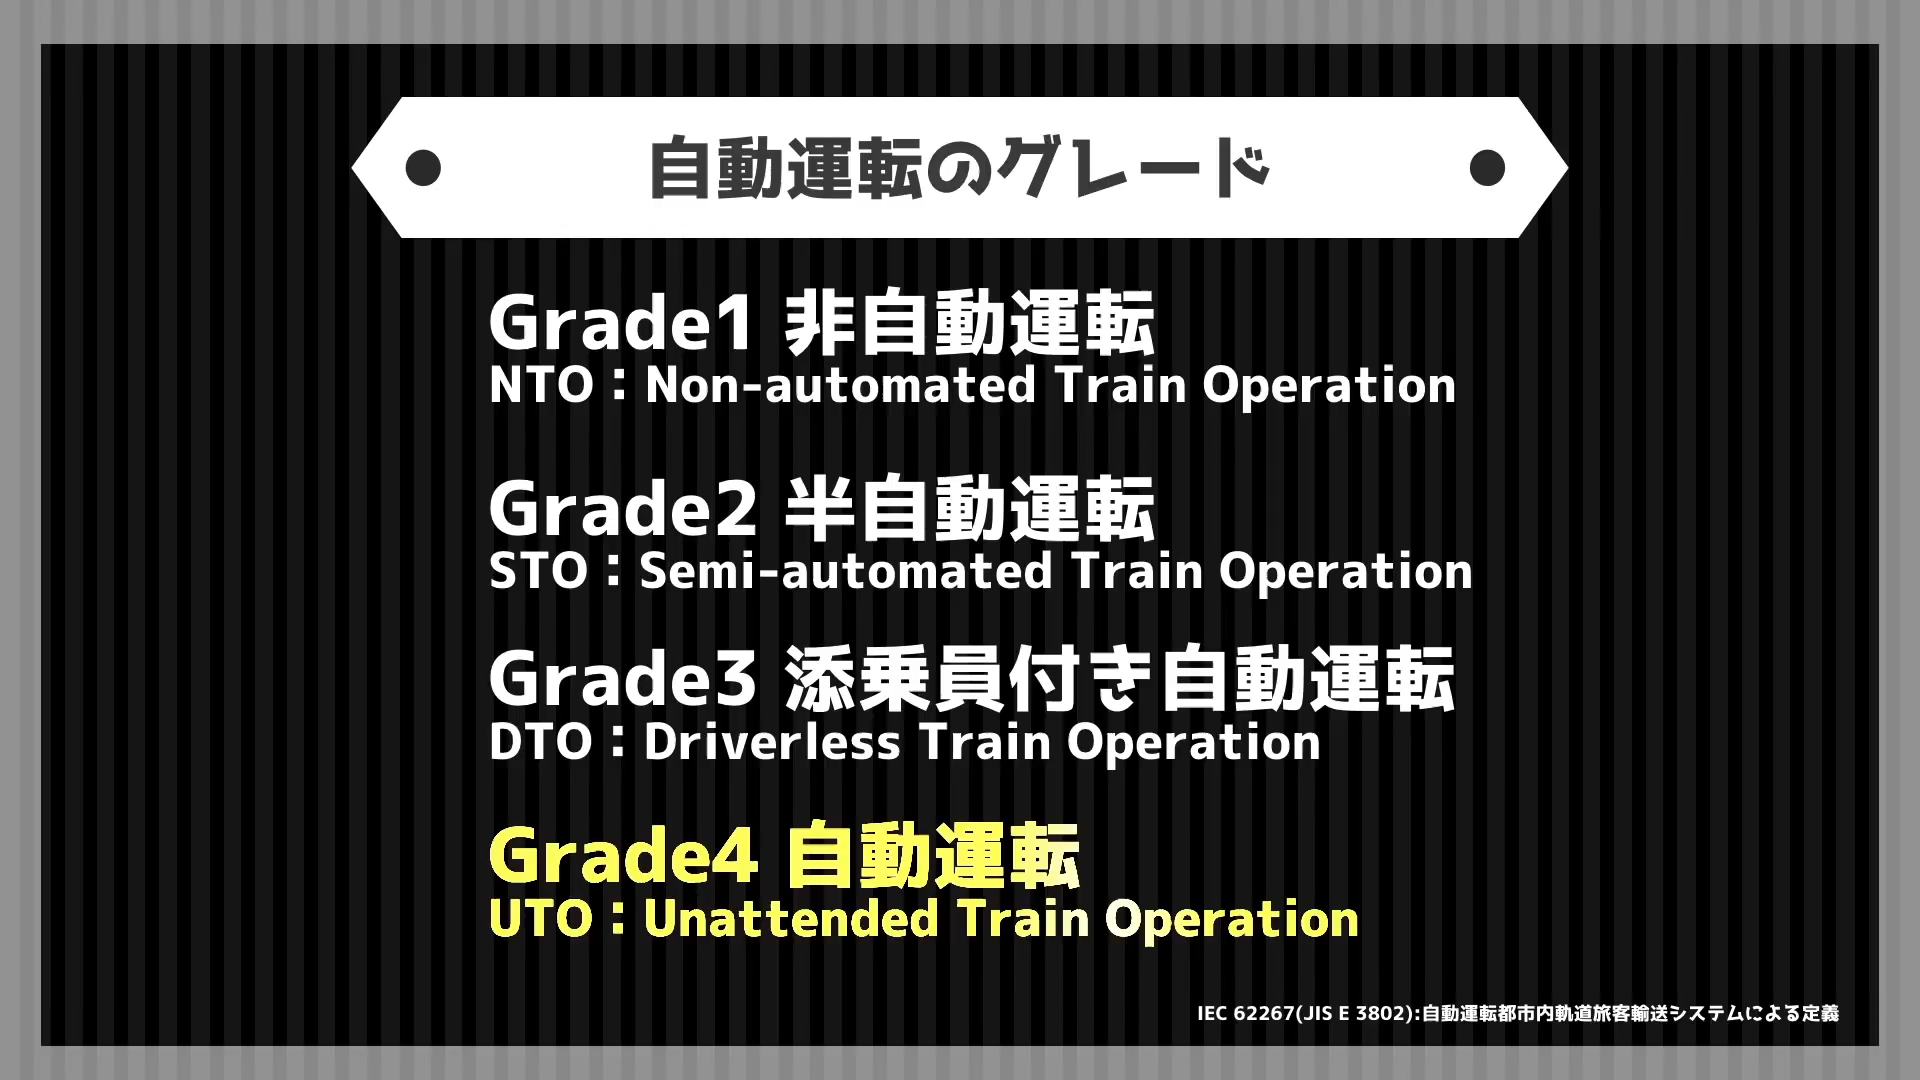 自動運転のグレード
Grade1 非自動運転
NTO：Non-automated Train Operation
Grade2 半自動運転
STO：Semi-automated Train Operation
Grade3 添乗員付き自動運転
DTO：Driverless Train Operation
Grade4 自動運転
UTO：Unattended Train Operation
IEC 62267(JIS E 3802):自動運転都市内軌道旅客輸送システムによる定義